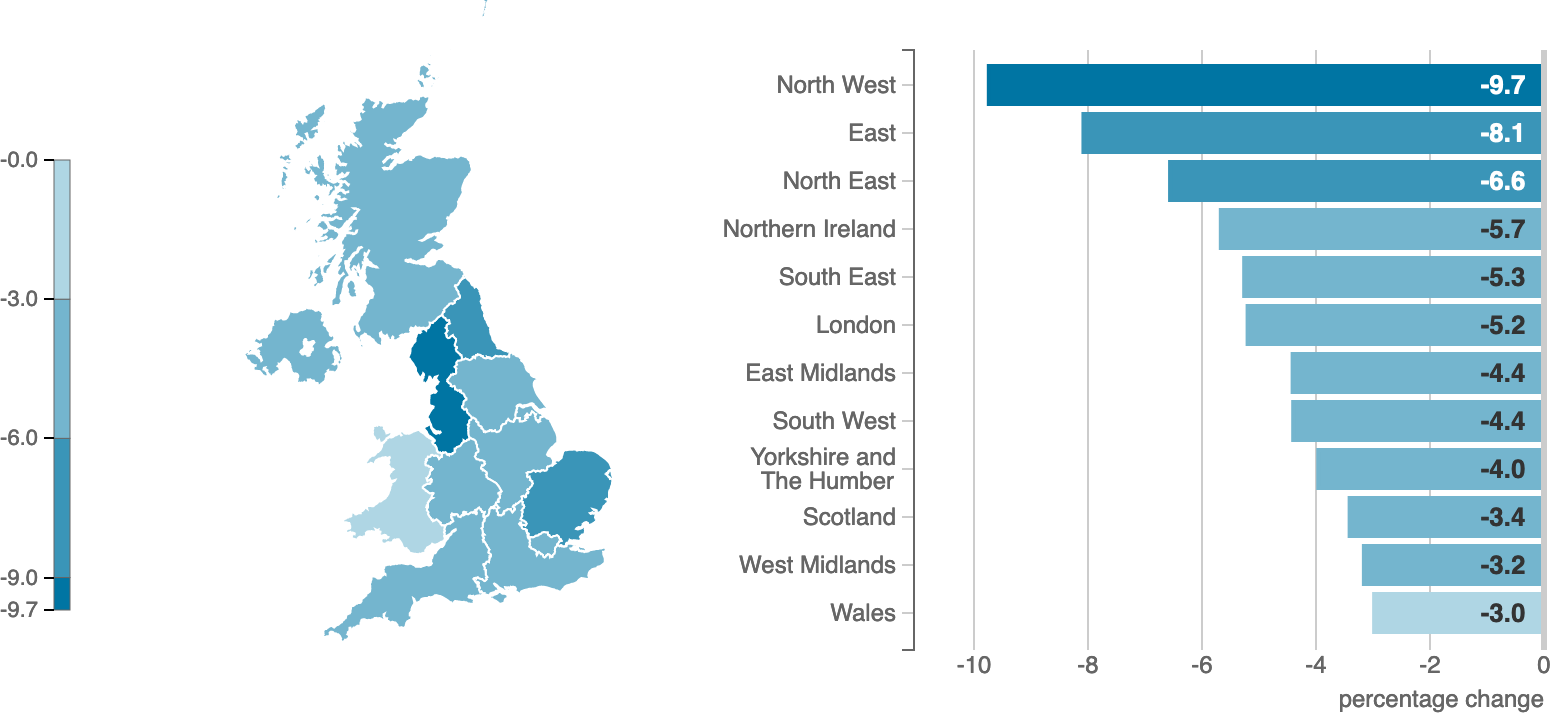 -0.0
-3.0
-6.0
-9.0
-9.7
North West -9.7
East -8.1
North East -6.6
Northern Ireland -5.7
South East -5.3
London -5.2
East Midlands -4.4
South West -4.4
Yorkshire and
The Humber -4.0
Scotland -3.4
West Midlands -3.2
Wales -3.0
-10 -8 -6 -4 -2 0
percentage change